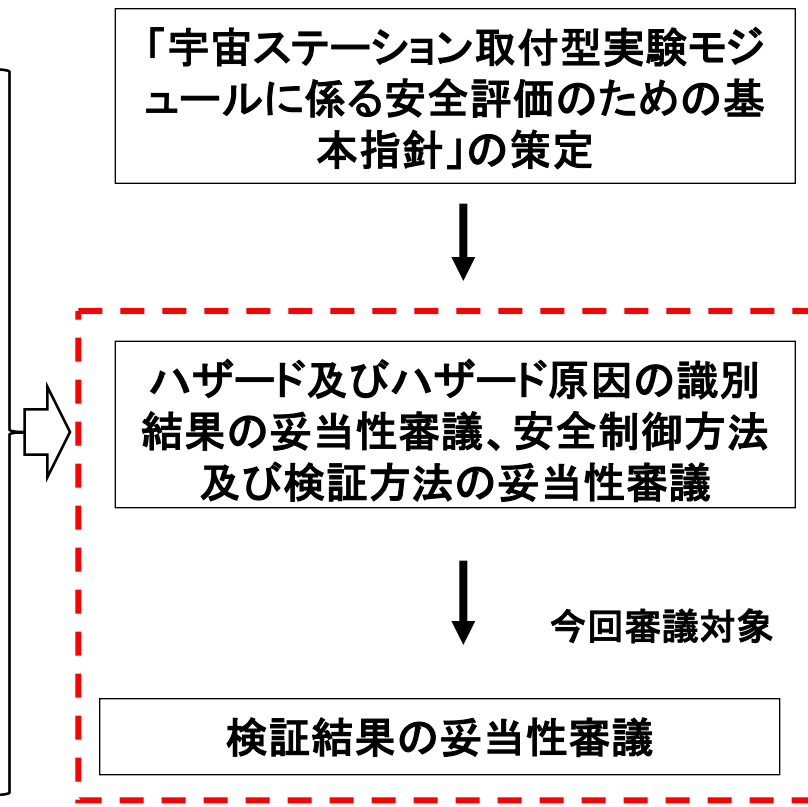 「宇宙ステーション取付型実験モジ
ュールに係る安全評価のための基
本指針」の策定
ハザード及びハザード原因の識別
結果の妥当性審議、安全制御方法
及び検証方法の妥当性審議
今回審議対象
検証結果の妥当性審議